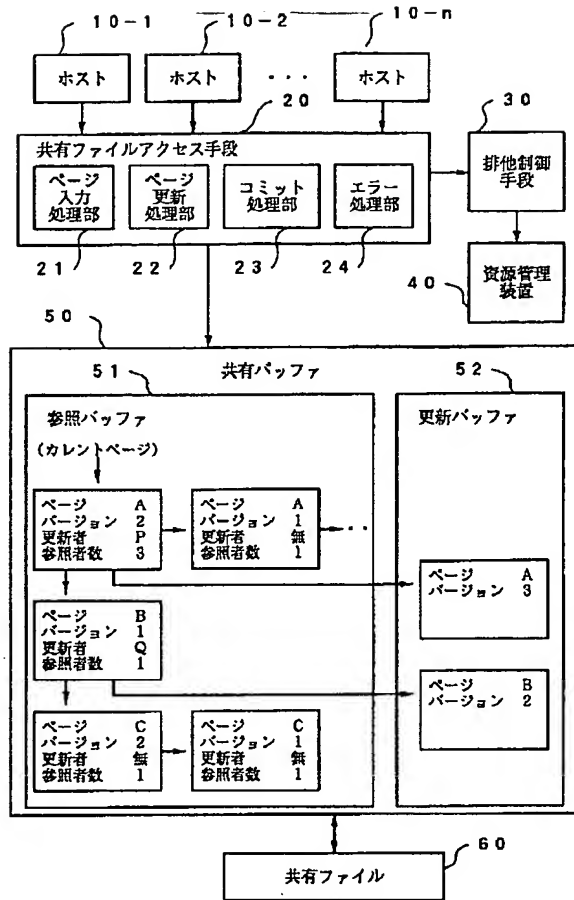 10-1
10-2
10-n
ホスト
ホスト
・・・
ホスト
20
30
共有ファイルアクセス手段
ページ
入力
処理部
ページ
更新
処理部
コミット
処理部
エラー
処理部
排他制御
手段
21
22
23
24
40
資源管理
装置
50
51
共有バッファ
52
参照バッファ
更新バッファ
(カレントページ)
ページ A
バージョン 2
更新者 P
参照者数 3
ページ A
バージョン 1
更新者 無
参照者数 1
・・
ページ A
バージョン 3
ページ B
バージョン 1
更新者 Q
参照者数 1
ページ B
バージョン 2
ページ C
バージョン 2
更新者 無
参照者数 1
ページ C
バージョン 1
更新者 無
参照者数 1
60
共有ファイル